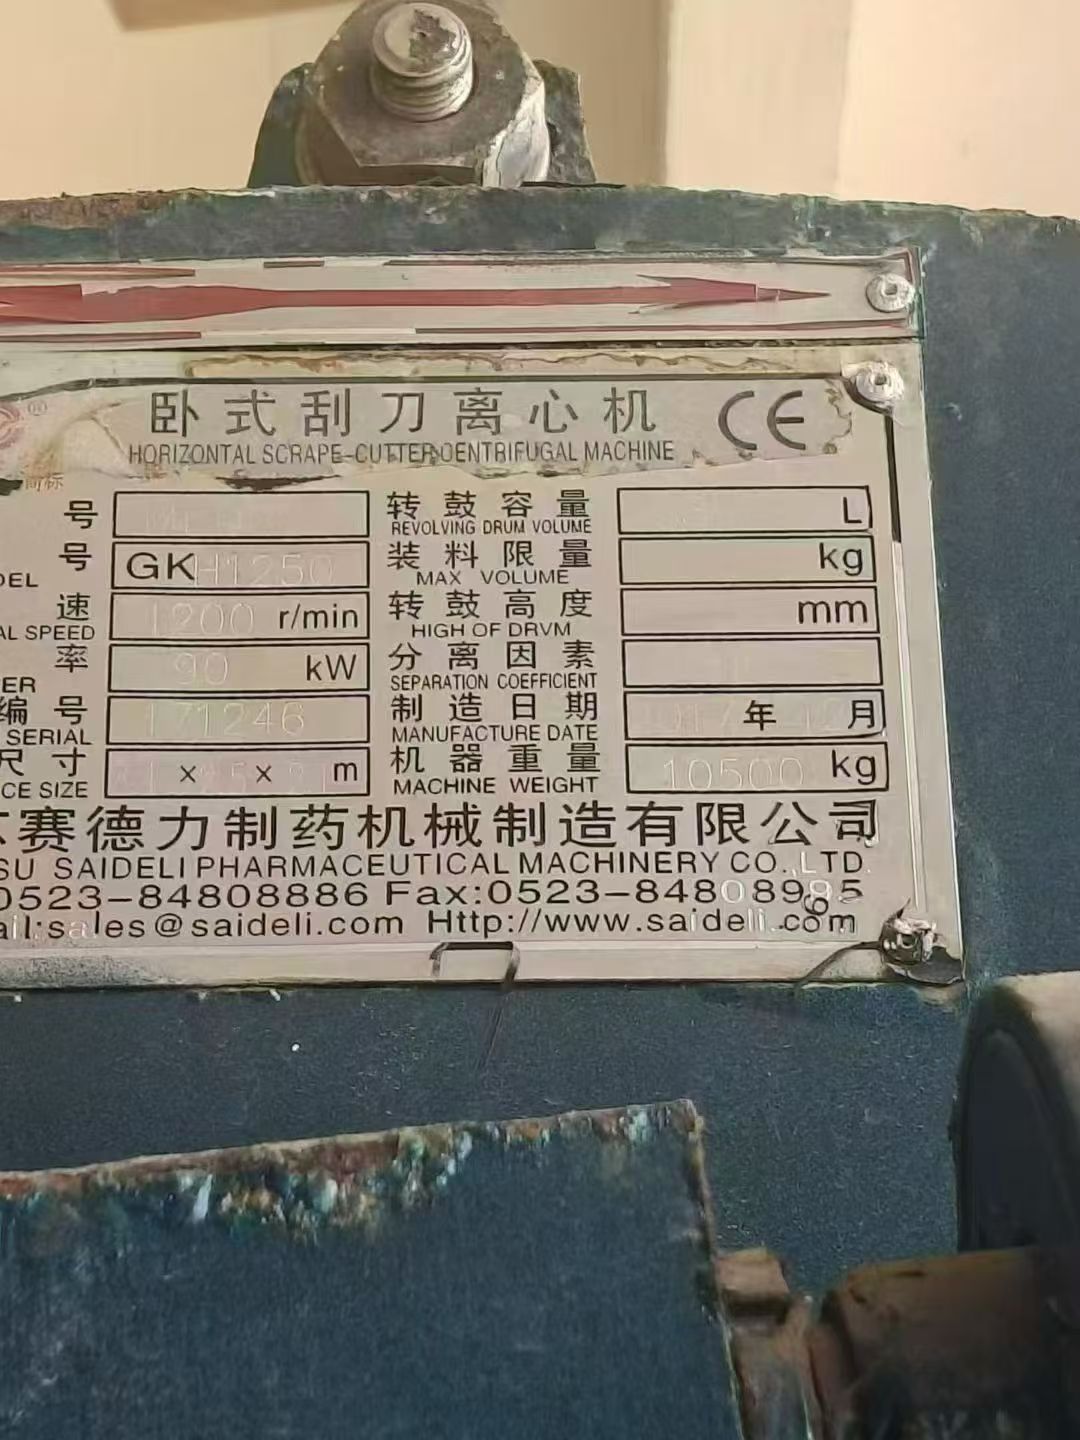 卧式刮刀离心机 CE
HORIZONTAL SCRAPE-CUTTER CENTRIFUGAL MACHINE
商标
号 转鼓容量 L
REVOLVING DRUM VOLUME
号 GKH1250 装料限量 kg
MAX VOLUME
速 1200 r/min 转鼓高度 mm
SPEED HIGH OF DRVM
率 90 kW 分离因素
SEPARATION COEFFICIENT
编号 171246 制造日期 年 月
SERIAL MANUFACTURE DATE
尺寸 × × m 机器重量 10500 kg
SIZE MACHINE WEIGHT
赛德力制药机械制造有限公司
SU SAIDELI PHARMACEUTICAL MACHINERY CO.,LTD
0523-84808886 Fax:0523-848089
ail:sales@saideli.com Http://www.saideli.com